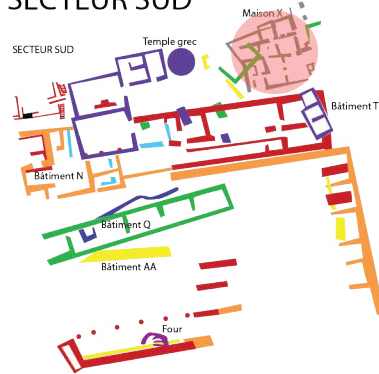 SECTEUR SUD
Maison X
Temple grec
SECTEUR SUD
Bâtiment T
Bâtiment N
Bâtiment Q
Bâtiment AA
Four